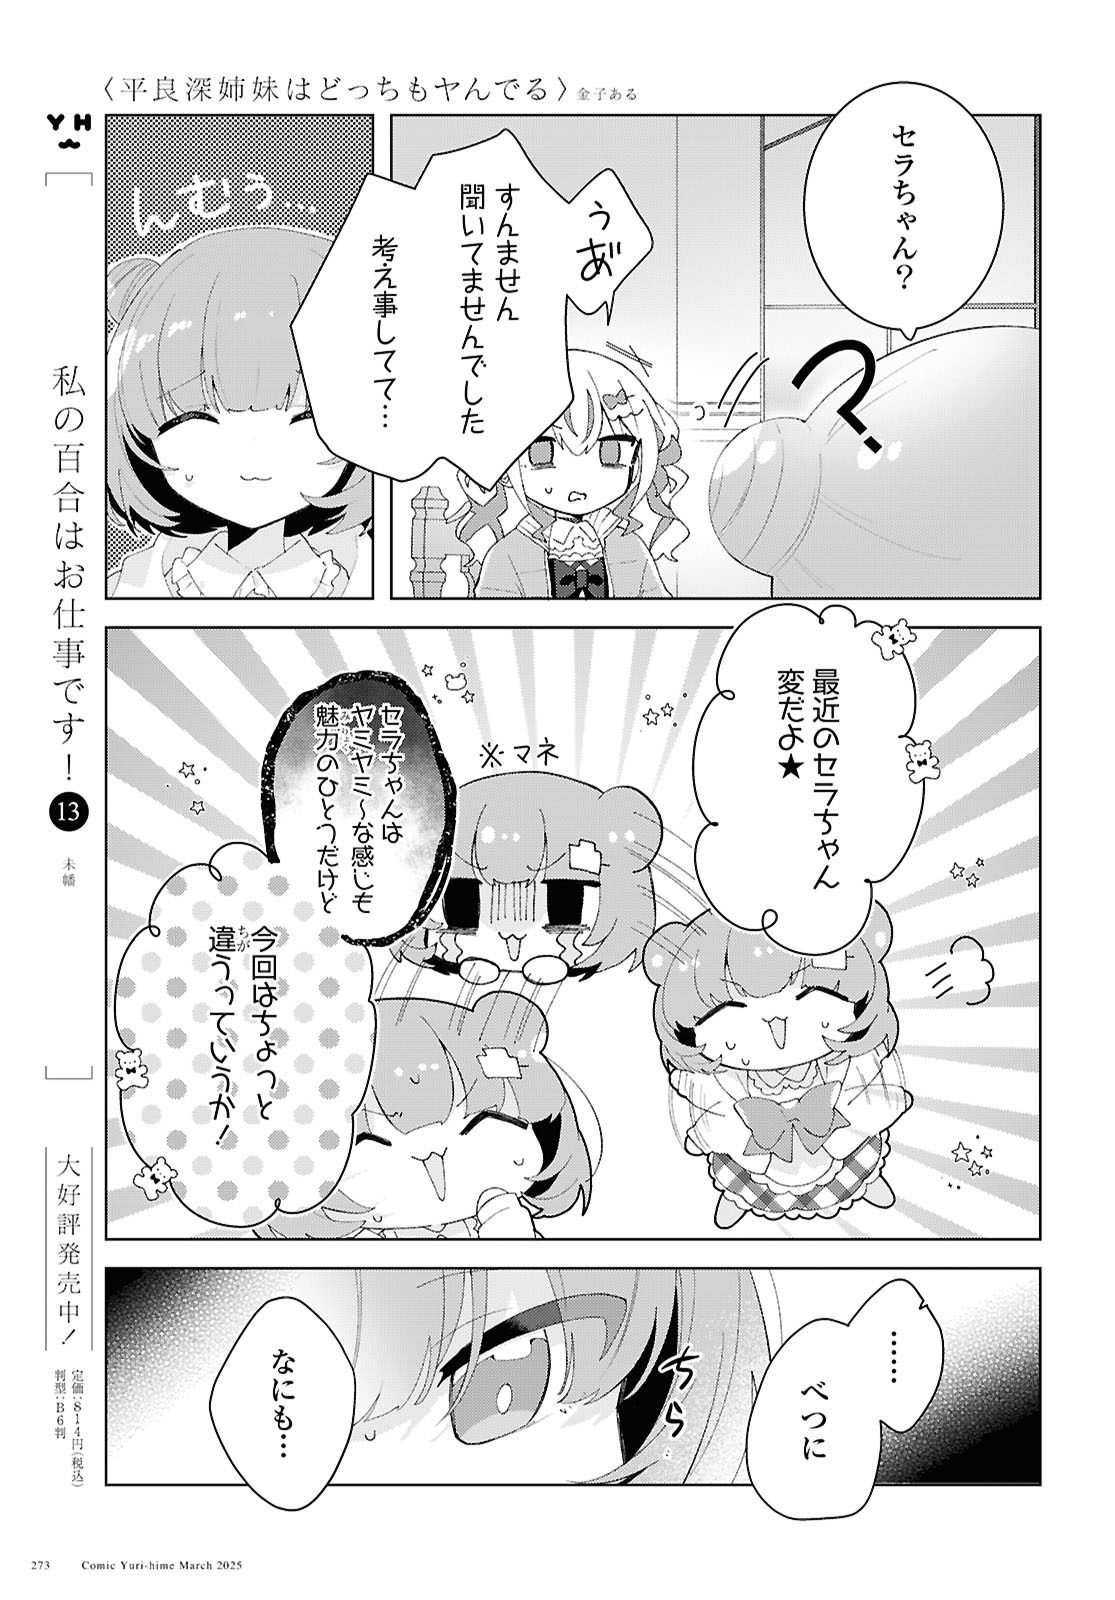 〈平良深姉妹はどっちもヤんでる〉金子ある
セラちゃん?
?
うあ゛
すんません
聞いてませんでした
考え事してて…
んむぅ…
最近のセラちゃん
変だよ★
※マネ
セラちゃんは
ヤミヤミ〜な感じも
魅力のひとつだけど
みりょく
今回はちょっと
違うっていうか!
ちが
……
べつに
ちら
なにも…
YH
私の百合はお仕事です!
13
未幡
大好評発売中!
定価:814円(税込)
判型:B6判
273 Comic Yuri-hime March 2025